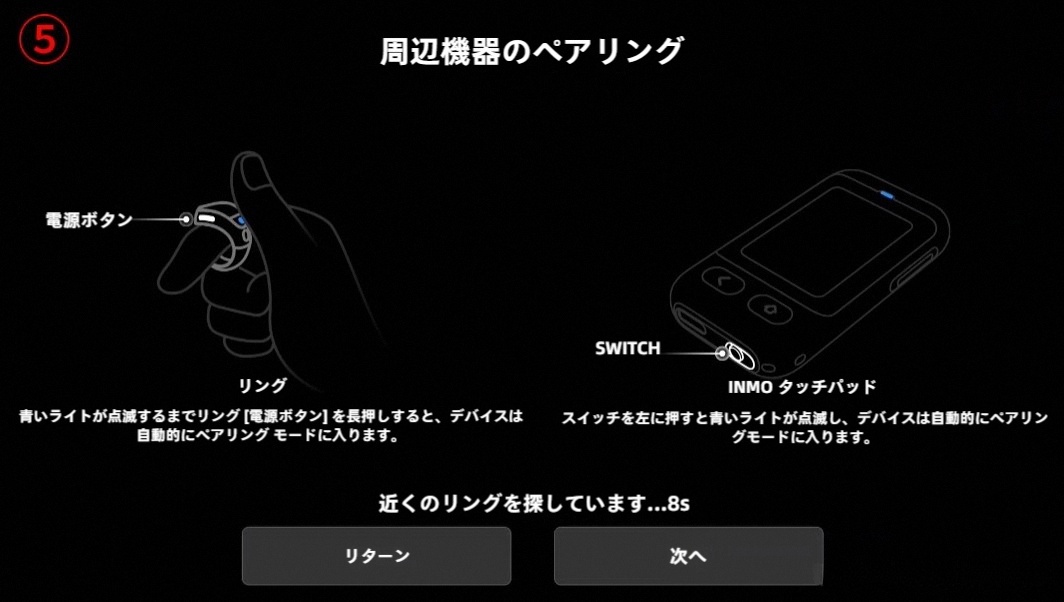 ⑤
周辺機器のペアリング
電源ボタン
SWITCH
リング
青いライトが点滅するまでリング [電源ボタン] を長押しすると、デバイスは
自動的にペアリング モードに入ります。
INMO タッチパッド
スイッチを左に押すと青いライトが点滅し、デバイスは自動的にペアリン
グモードに入ります。
近くのリングを探しています...8s
リターン
次へ